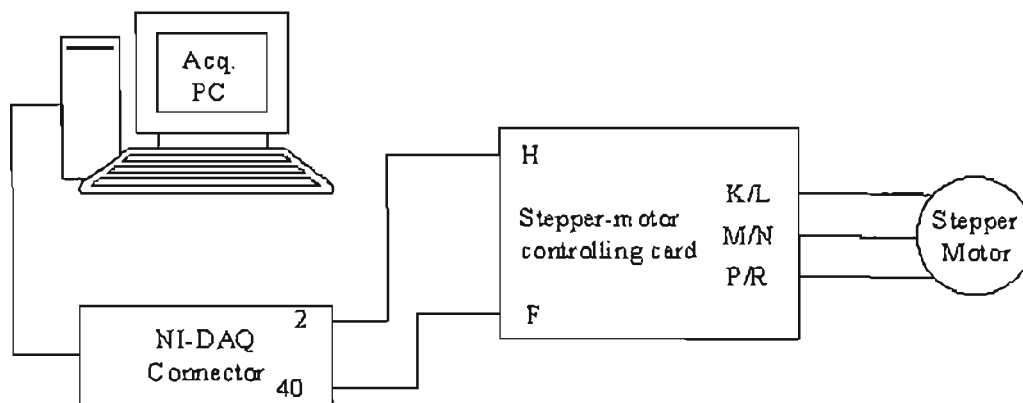 Acq.
PC
H
K/L
Stepper-motor
controlling card
M/N
P/R
F
Stepper
Motor
2
NI-DAQ
Connector
40